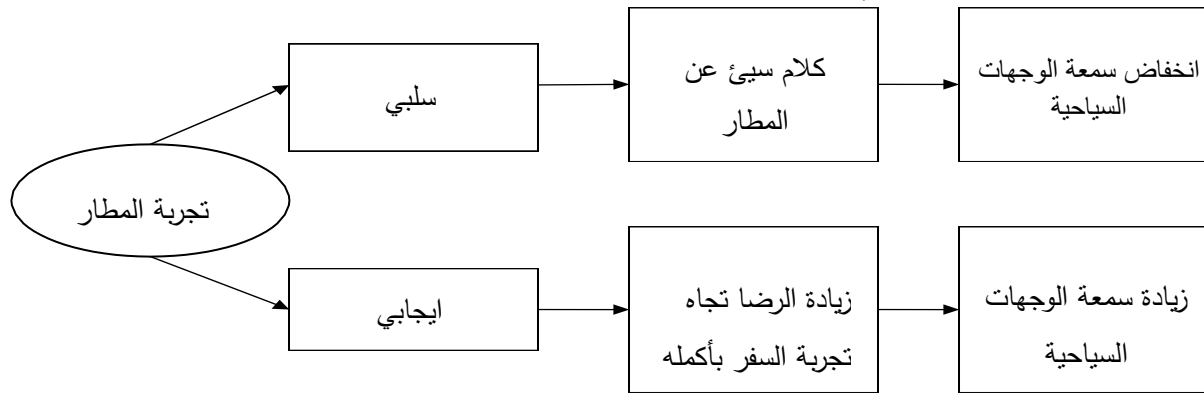 تجربة المطار
سلبي
كلام سيئ عن
المطار
انخفاض سمعة الوجهات
السياحية
ايجابي
زيادة الرضا تجاه
تجربة السفر بأكمله
زيادة سمعة الوجهات
السياحية